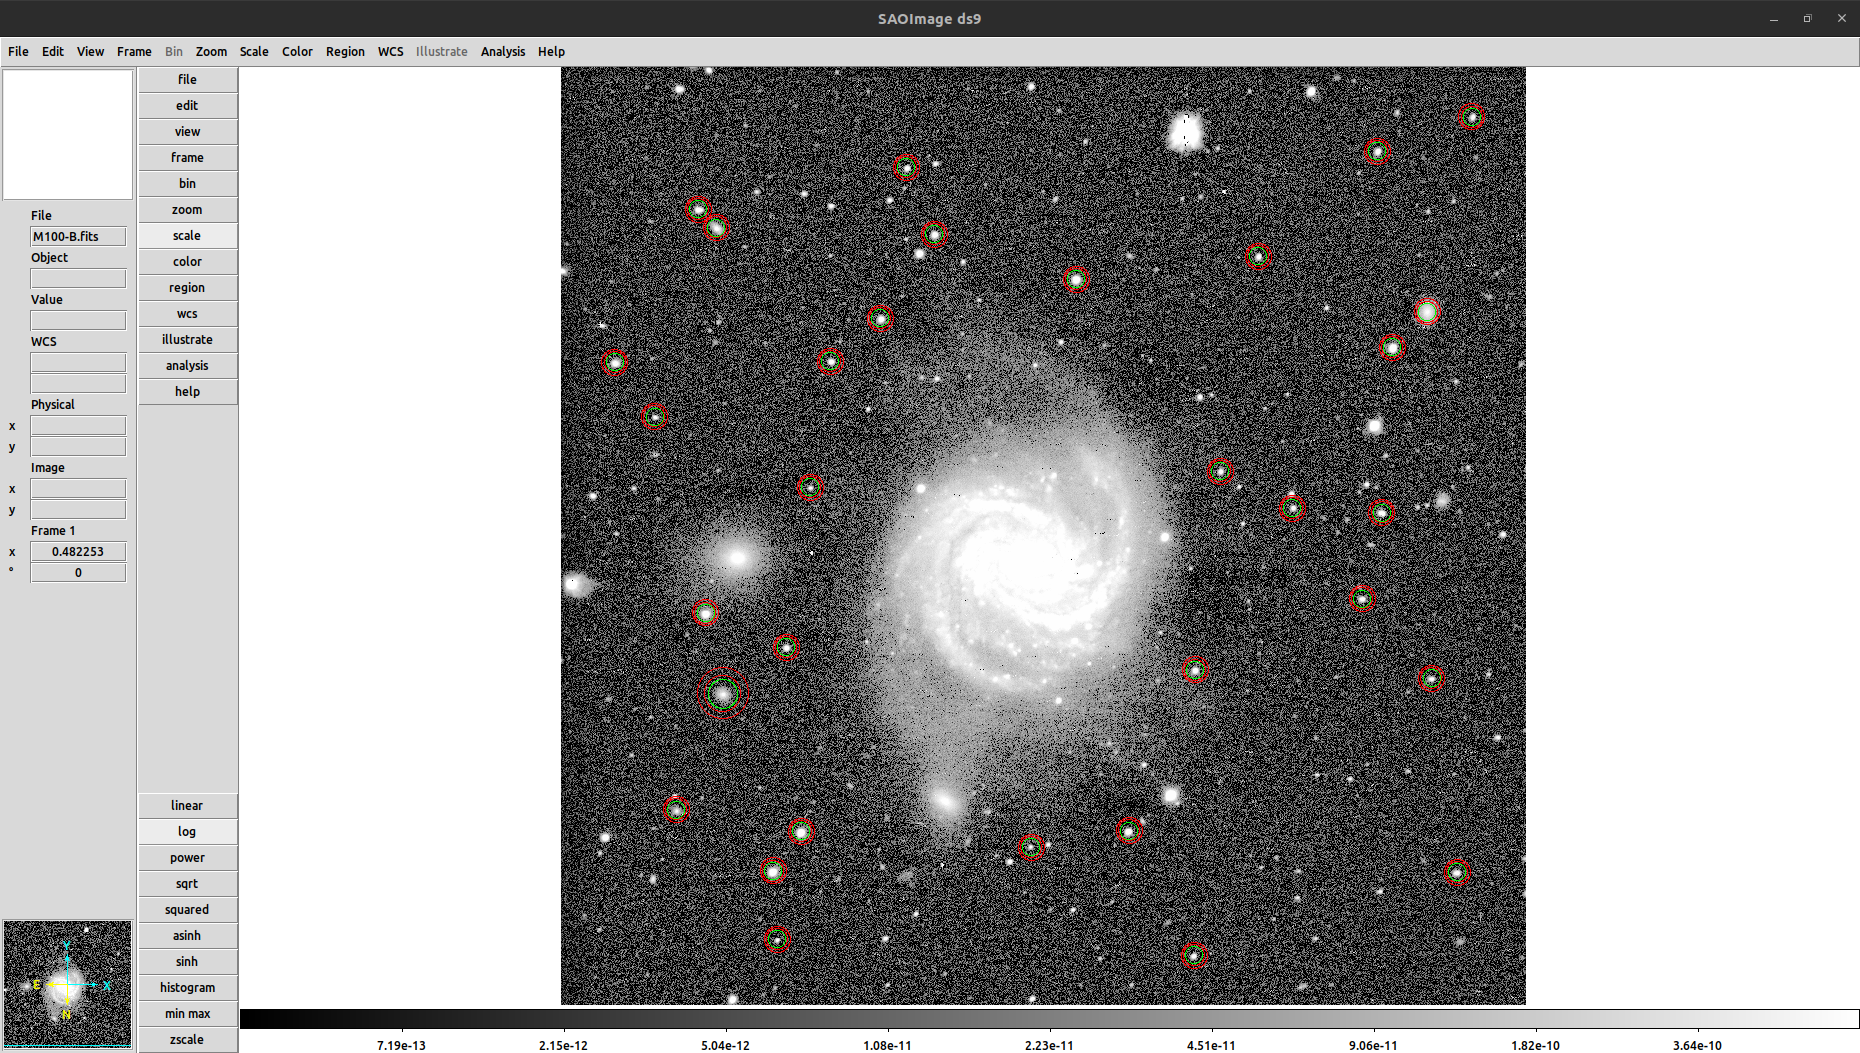 SAOImage ds9
File Edit View Frame Bin Zoom Scale Color Region WCS Illustrate Analysis Help
File
M100-B.fits
Object
Value
WCS
Physical
x
y
Image
x
y
Frame 1
x 0.482253
° 0
file
edit
view
frame
bin
zoom
scale
color
region
wcs
illustrate
analysis
help
linear
log
power
sqrt
squared
asinh
sinh
histogram
min max
zscale
Y
E X
N
7.19e-13 2.15e-12 5.04e-12 1.08e-11 2.23e-11 4.51e-11 9.06e-11 1.82e-10 3.64e-10